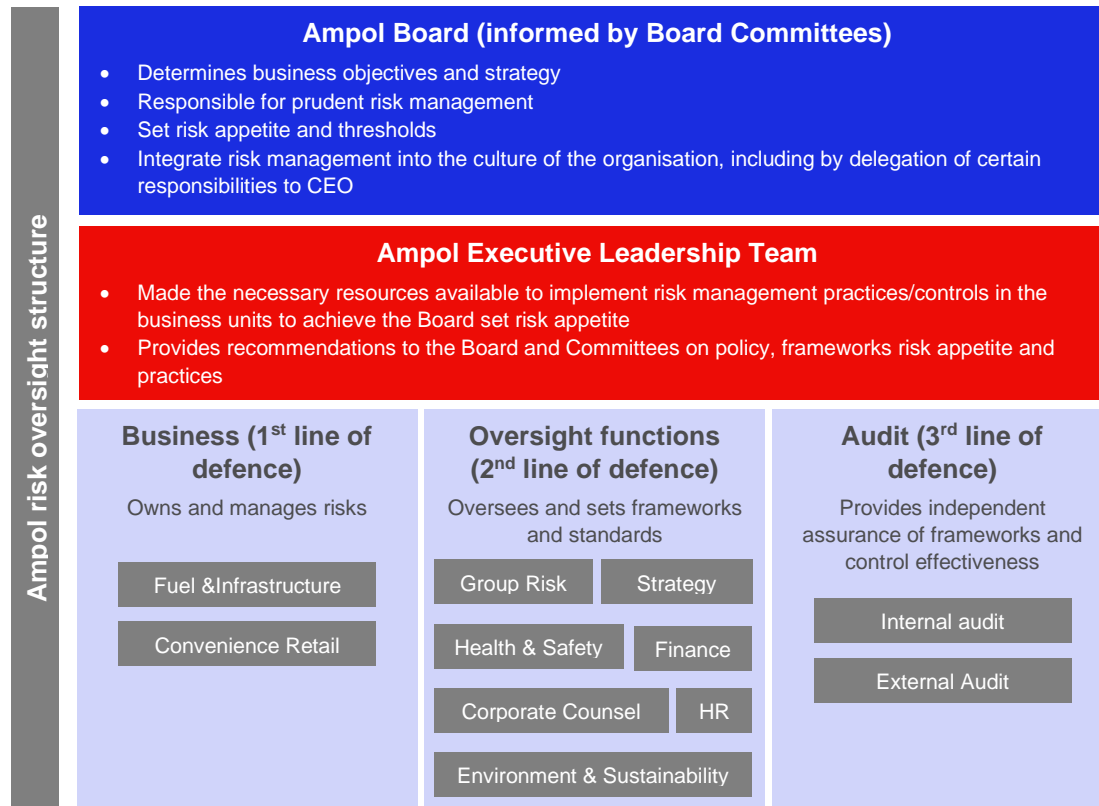 Ampol risk oversight structure
Ampol Board (informed by Board Committees)
• Determines business objectives and strategy
• Responsible for prudent risk management
• Set risk appetite and thresholds
• Integrate risk management into the culture of the organisation, including by delegation of certain
responsibilities to CEO
Ampol Executive Leadership Team
• Made the necessary resources available to implement risk management practices/controls in the
business units to achieve the Board set risk appetite
• Provides recommendations to the Board and Committees on policy, frameworks risk appetite and
practices
Business (1st line of
defence)
Owns and manages risks
Fuel &Infrastructure
Convenience Retail
Oversight functions
(2nd line of defence)
Oversees and sets frameworks
and standards
Group Risk
Strategy
Health & Safety
Finance
Corporate Counsel
HR
Environment & Sustainability
Audit (3rd line of
defence)
Provides independent
assurance of frameworks and
control effectiveness
Internal audit
External Audit